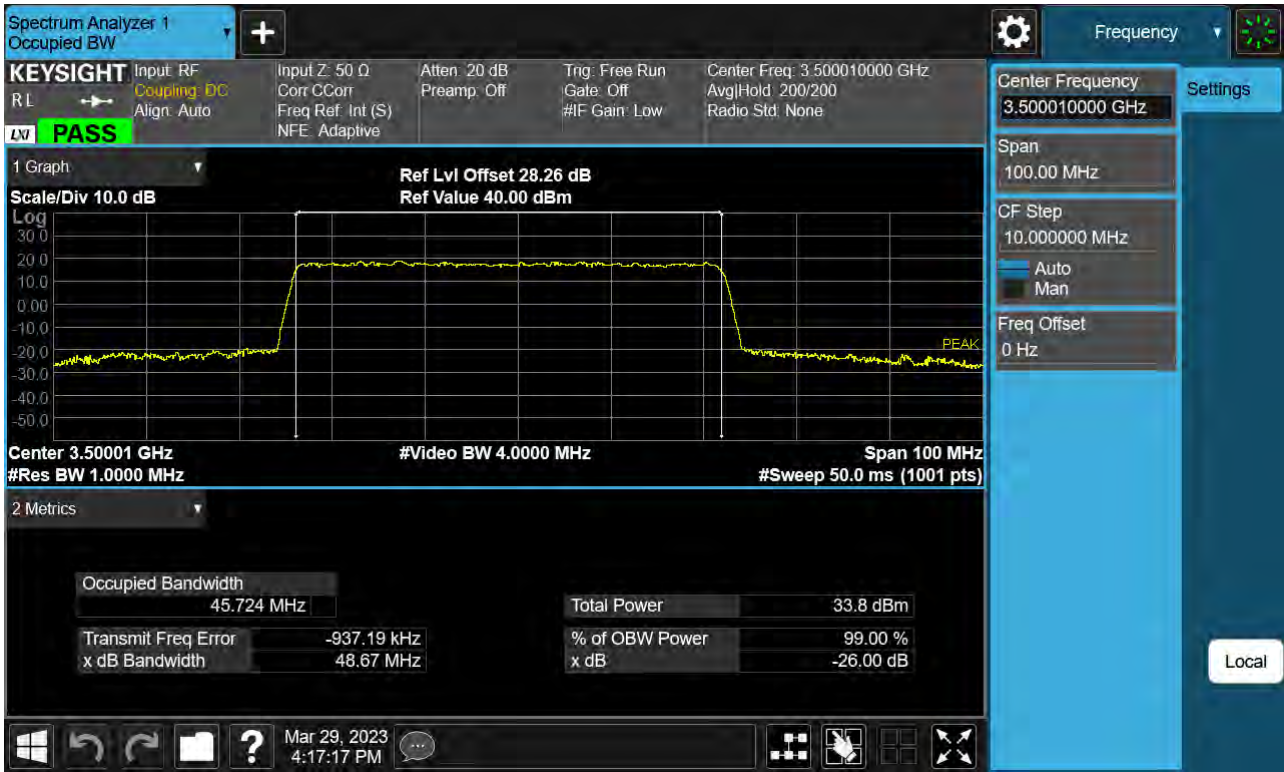 Spectrum Analyzer 1
Occupied BW
+
Frequency
KEYSIGHT
RL
LXI PASS
Input: RF
Coupling: DC
Align: Auto
Input Z: 50 Ω
Corr CCorr
Freq Ref: Int (S)
NFE: Adaptive
Atten: 20 dB
Preamp: Off
Trig: Free Run
Gate: Off
#IF Gain: Low
Center Freq: 3.500010000 GHz
Avg|Hold: 200/200
Radio Std: None
Center Frequency
3.500010000 GHz
Settings
Span
100.00 MHz
CF Step
10.000000 MHz
Auto
Man
Freq Offset
0 Hz
Local
1 Graph
Scale/Div 10.0 dB
Ref Lvl Offset 28.26 dB
Ref Value 40.00 dBm
Log
30.0
20.0
10.0
0.00
-10.0
-20.0
-30.0
-40.0
-50.0
PEAK
Center 3.50001 GHz
#Video BW 4.0000 MHz
Span 100 MHz
#Res BW 1.0000 MHz
#Sweep 50.0 ms (1001 pts)
2 Metrics
Occupied Bandwidth
45.724 MHz
Total Power 33.8 dBm
Transmit Freq Error -937.19 kHz
% of OBW Power 99.00 %
x dB Bandwidth 48.67 MHz
x dB -26.00 dB
?
Mar 29, 2023
4:17:17 PM